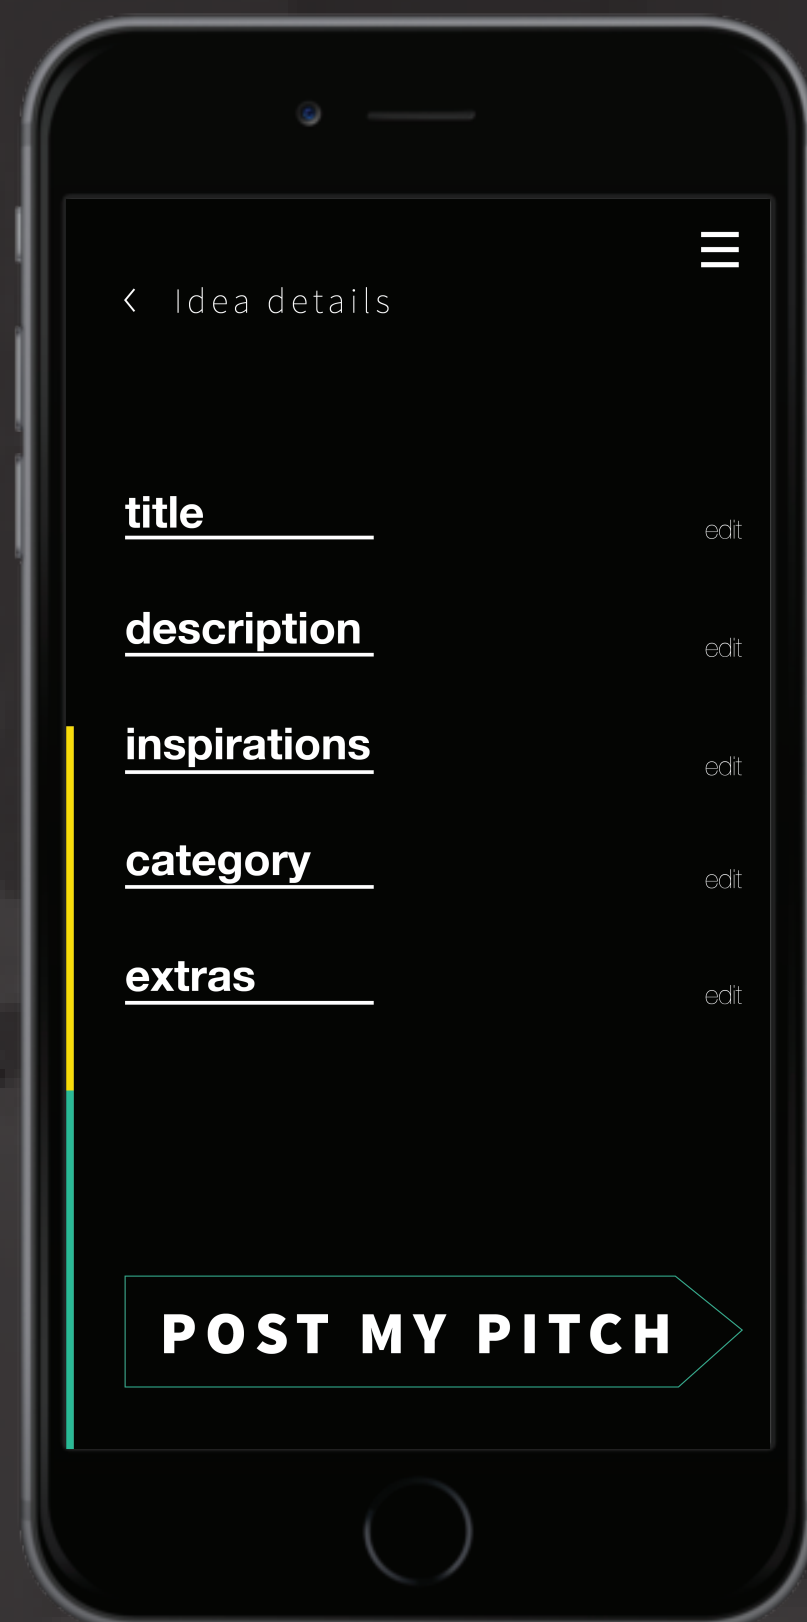 Idea details
title
edit
description
edit
inspirations
edit
category
edit
extras
edit
POST MY PITCH